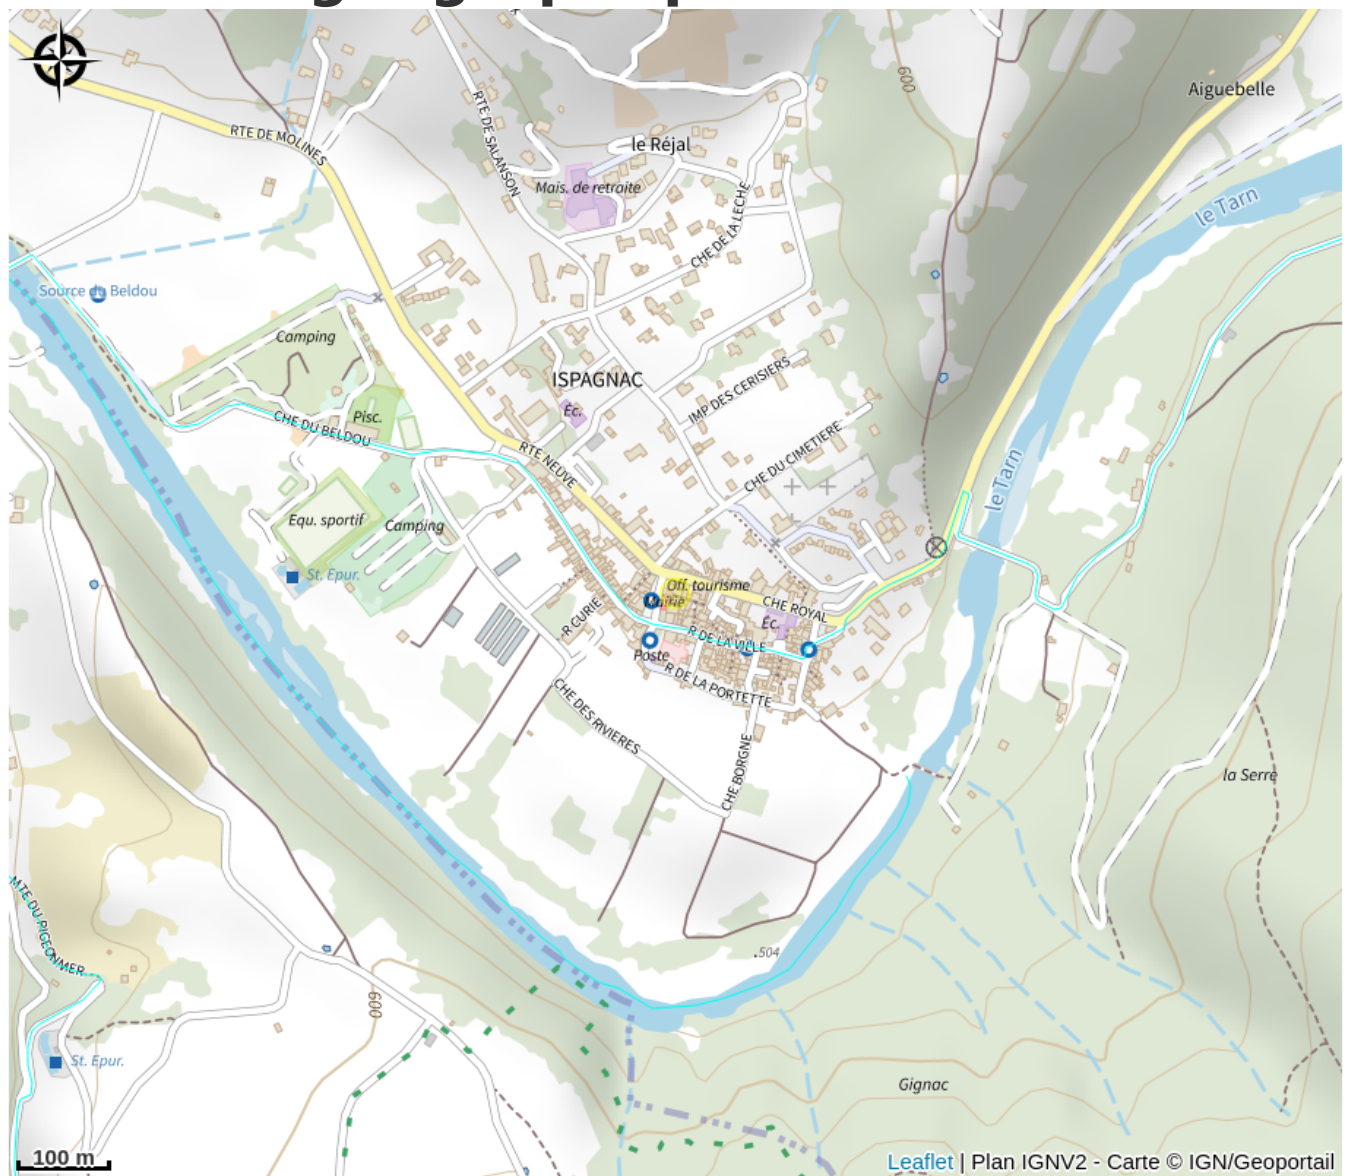 600
Aiguebelle
RTE DE MOLINES
RTE DE SALANSON
le Réjal
Mais. de retraite
CHE DE LA LECHE
le Tarn
Source du Beldou
Camping
ISPAGNAC
Éc.
IMP DES CERISIERS
Pisc.
CHE DU BELDOU
RTE NEUVE
CHE DU CIMETIERE
le Tarn
Equ. sportif
Camping
St. Epur.
Off. tourisme
Mairie
CHE ROYAL
R CURIE
Éc.
R DE LA VILLE
Poste
R DE LA PORTETTE
CHE DES RIVIERES
CHE BORGNE
la Serre
MTE DU PIGEONNIER
.504
600
St. Epur.
Gignac
100 m
Leaflet | Plan IGNV2 - Carte © IGN/Geoportail